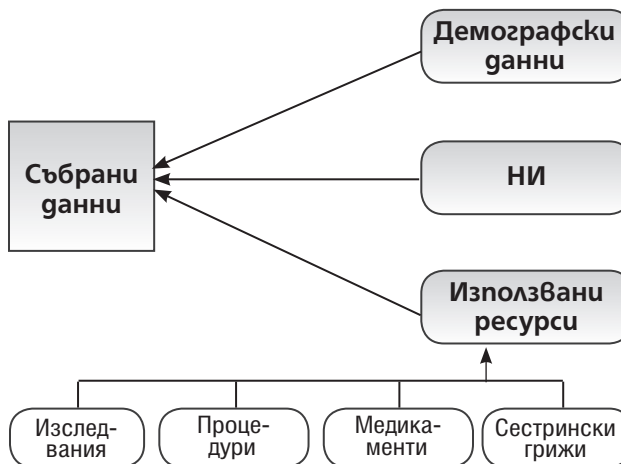 Демографски
данни
Събрани
данни
НИ
Използвани
ресурси
Изслед-
вания
Проце-
дури
Медика-
менти
Сестрински
грижи